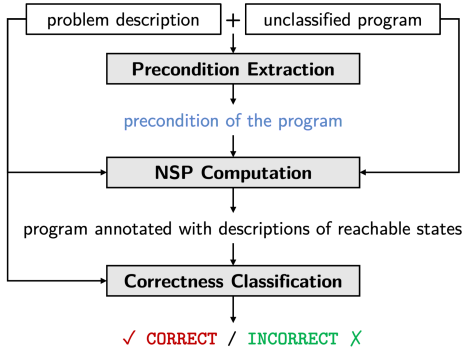 problem description + unclassified program
Precondition Extraction
precondition of the program
NSP Computation
program annotated with descriptions of reachable states
Correctness Classification
✓ CORRECT / INCORRECT ✗